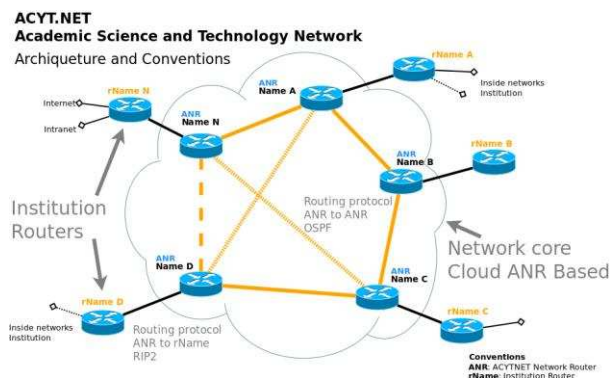 ACYT.NET
Academic Science and Technology Network
Archiqueture and Conventions
rName A
ANR
Name A
Inside networks
Institution
rName N
Internet
Intranet
ANR
Name N
rName B
ANR
Name B
Institution
Routers
Routing protocol
ANR to ANR
OSPF
Network core
Cloud ANR Based
ANR
Name D
ANR
Name C
rName D
Inside networks
Institution
Routing protocol
ANR to rName
RIP2
rName C
Conventions
ANR: ACYTNET Network Router
rName: Institution Router